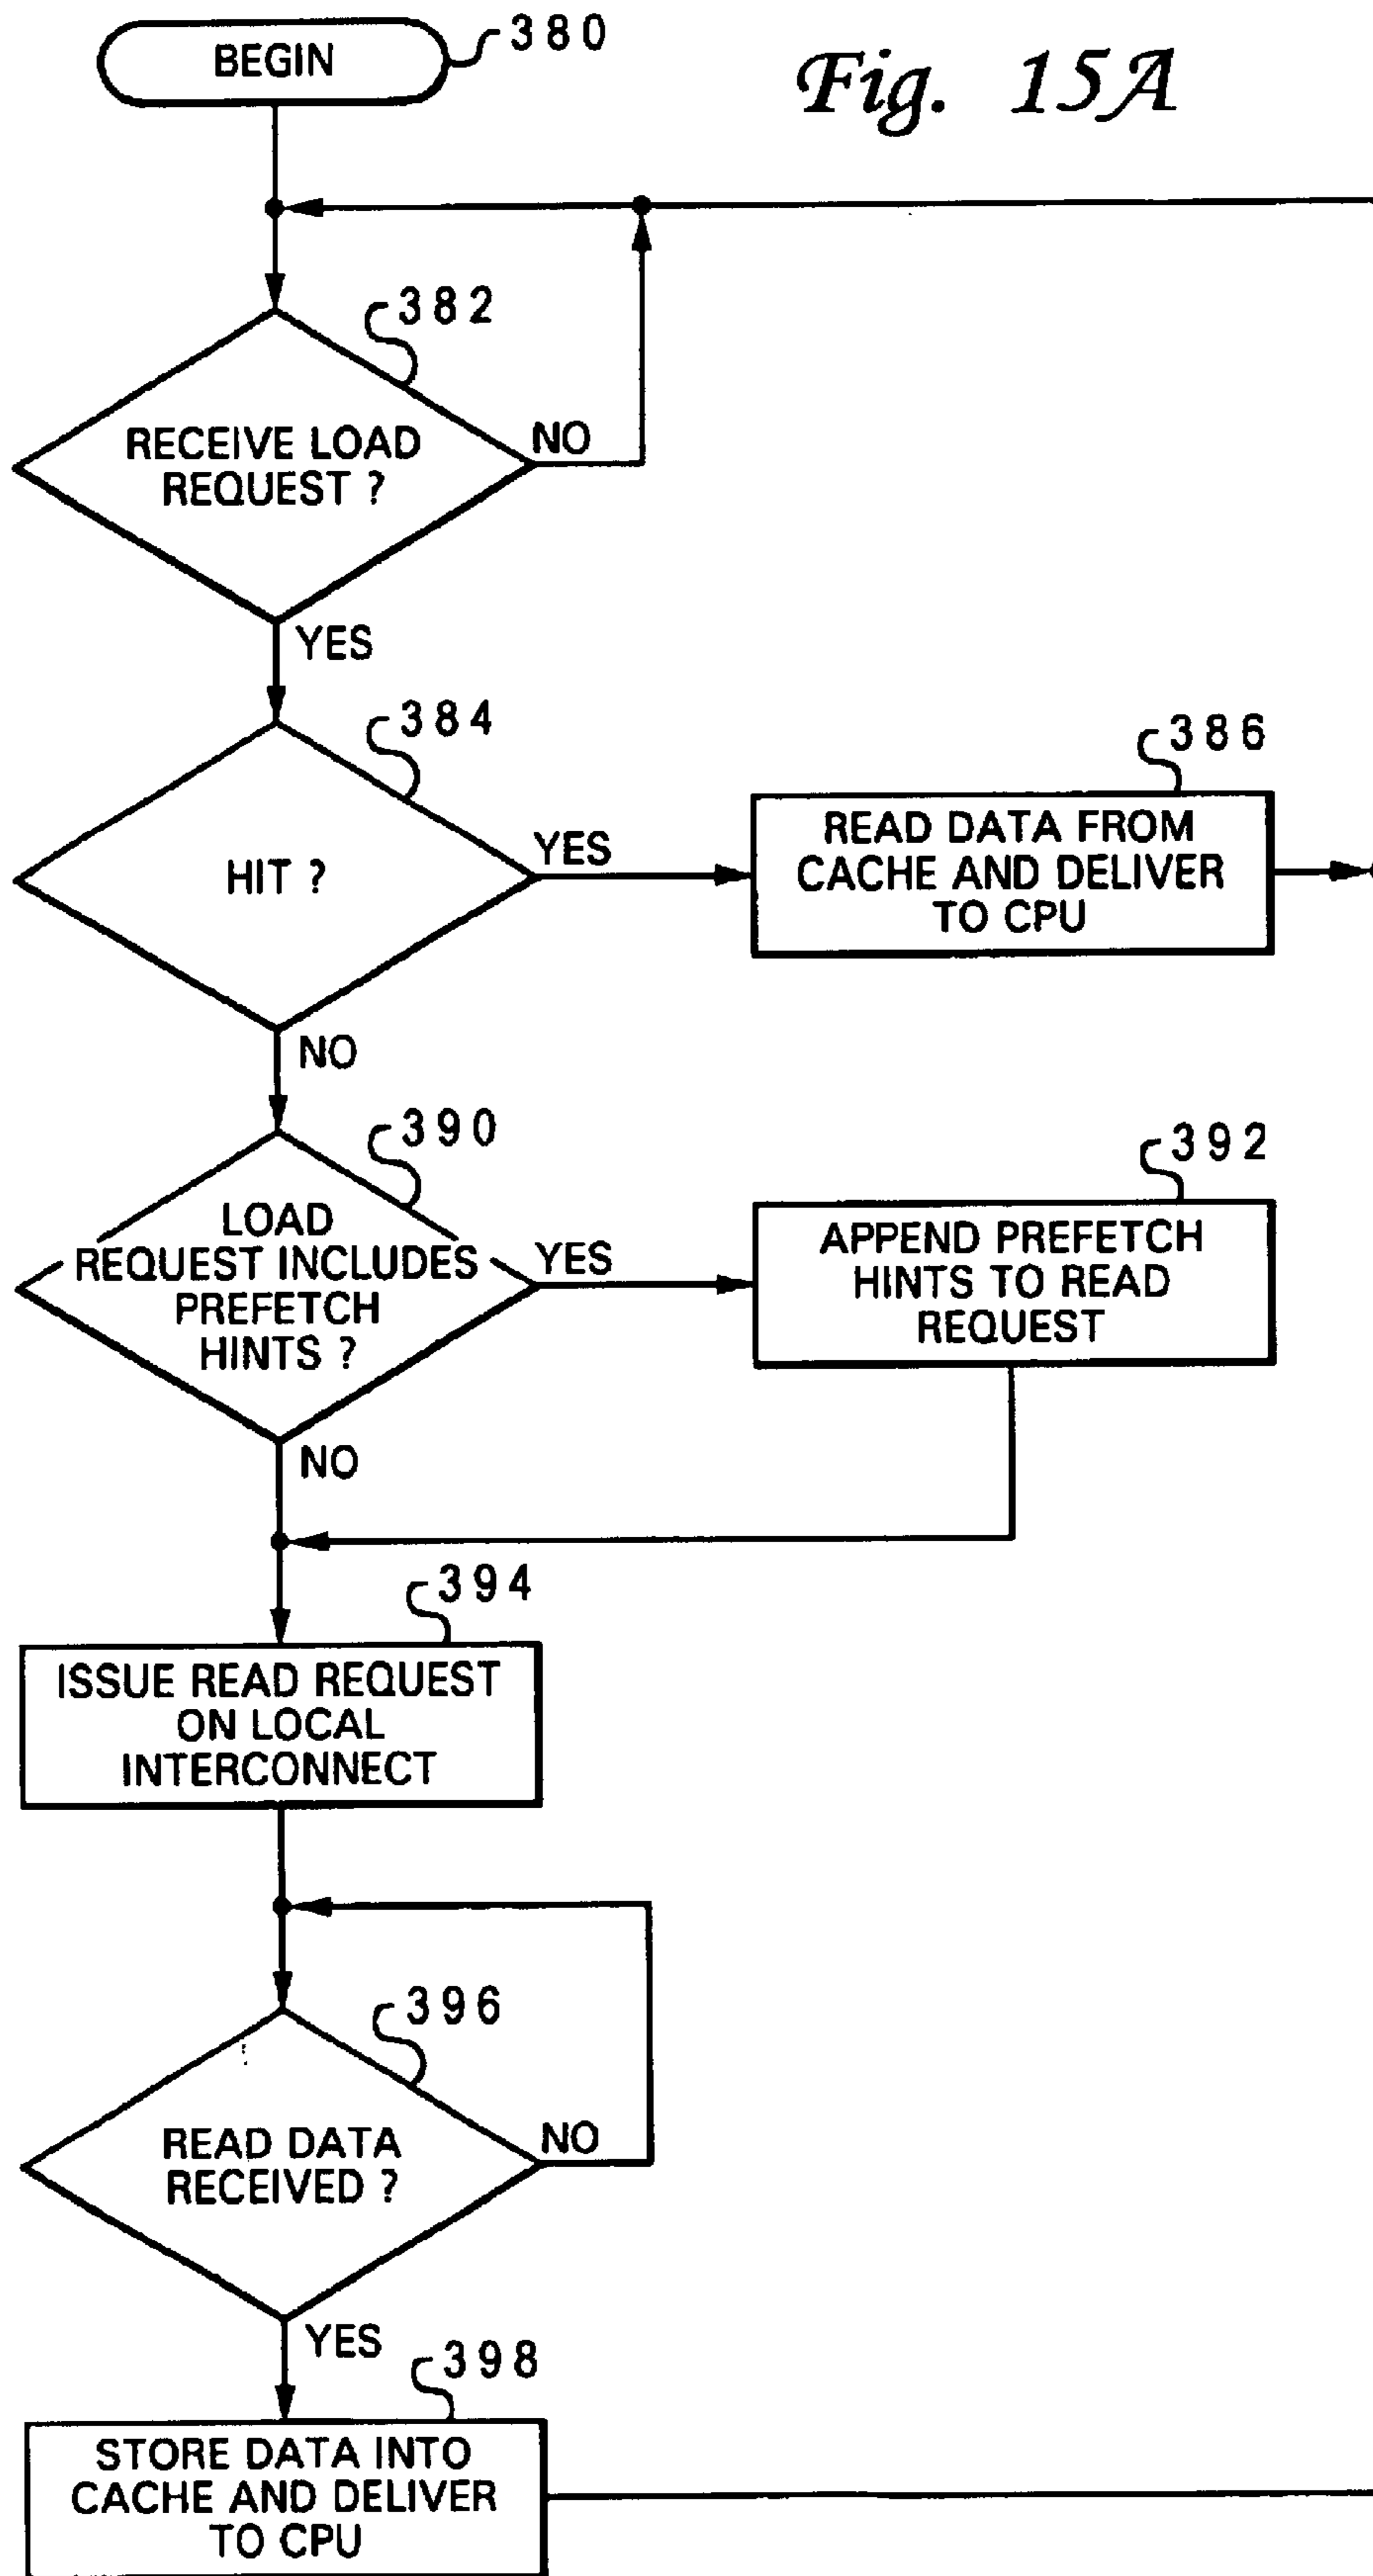 BEGIN
380
Fig. 15A
382
RECEIVE LOAD
REQUEST ?
NO
YES
384
HIT ?
YES
386
READ DATA FROM
CACHE AND DELIVER
TO CPU
NO
390
LOAD
REQUEST INCLUDES
PREFETCH
HINTS ?
YES
392
APPEND PREFETCH
HINTS TO READ
REQUEST
NO
394
ISSUE READ REQUEST
ON LOCAL
INTERCONNECT
396
READ DATA
RECEIVED ?
NO
YES
398
STORE DATA INTO
CACHE AND DELIVER
TO CPU